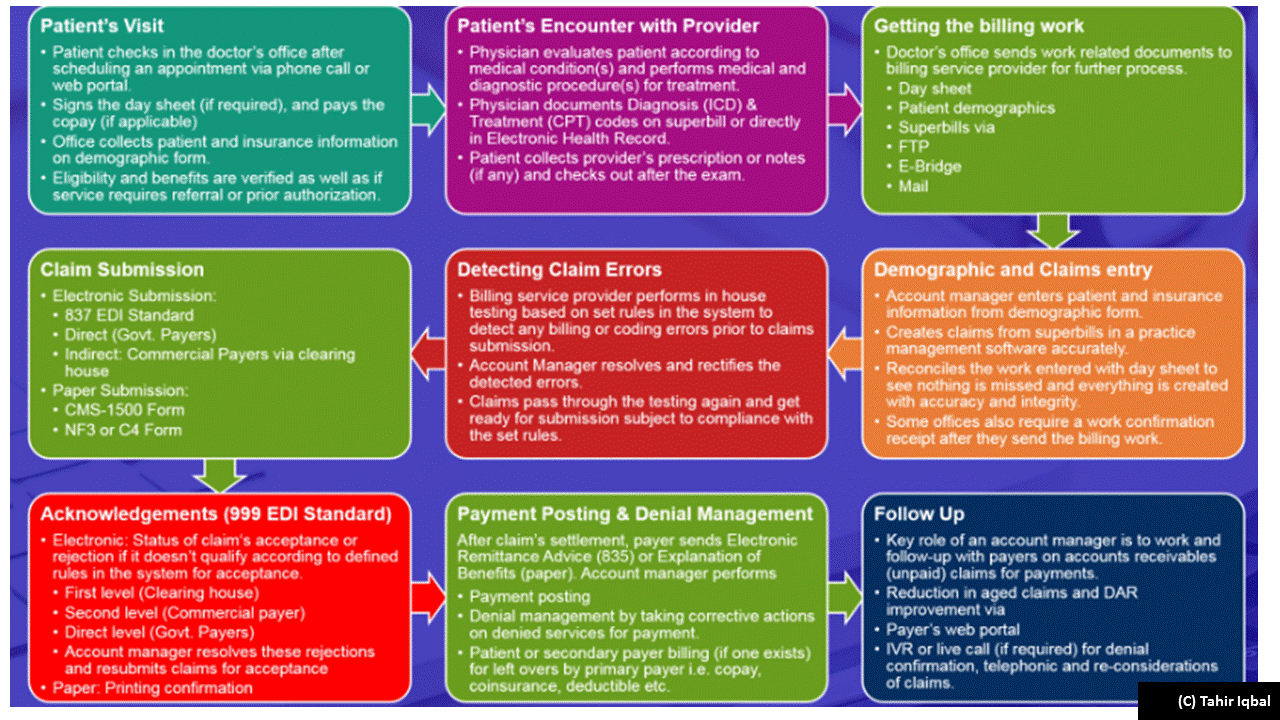 Patient's Visit
• Patient checks in the doctor's office after
scheduling an appointment via phone call or
web portal.
• Signs the day sheet (if required), and pays the
copay (if applicable)
• Office collects patient and insurance information
on demographic form.
• Eligibility and benefits are verified as well as if
service requires referral or prior authorization.
Patient's Encounter with Provider
• Physician evaluates patient according to
medical condition(s) and performs medical and
diagnostic procedure(s) for treatment.
• Physician documents Diagnosis (ICD) &
Treatment (CPT) codes on superbill or directly
in Electronic Health Record.
• Patient collects provider's prescription or notes
(if any) and checks out after the exam.
Getting the billing work
• Doctor's office sends work related documents to
billing service provider for further process.
• Day sheet
• Patient demographics
• Superbills via
• FTP
• E-Bridge
• Mail
Demographic and Claims entry
• Account manager enters patient and insurance
information from demographic form.
• Creates claims from superbills in a practice
management software accurately.
• Reconciles the work entered with day sheet to
see nothing is missed and everything is created
with accuracy and integrity.
• Some offices also require a work confirmation
receipt after they send the billing work.
Detecting Claim Errors
• Billing service provider performs in house
testing based on set rules in the system to
detect any billing or coding errors prior to claims
submission.
• Account Manager resolves and rectifies the
detected errors.
• Claims pass through the testing again and get
ready for submission subject to compliance with
the set rules.
Claim Submission
• Electronic Submission:
• 837 EDI Standard
• Direct (Govt. Payers)
• Indirect: Commercial Payers via clearing
house
• Paper Submission:
• CMS-1500 Form
• NF3 or C4 Form
Acknowledgements (999 EDI Standard)
• Electronic: Status of claim's acceptance or
rejection if it doesn't qualify according to defined
rules in the system for acceptance.
• First level (Clearing house)
• Second level (Commercial payer)
• Direct level (Govt. Payers)
• Account manager resolves these rejections
and resubmits claims for acceptance
• Paper: Printing confirmation
Payment Posting & Denial Management
After claim's settlement, payer sends Electronic
Remittance Advice (835) or Explanation of
Benefits (paper). Account manager performs
• Payment posting
• Denial management by taking corrective actions
on denied services for payment.
• Patient or secondary payer billing (if one exists)
for left overs by primary payer i.e. copay,
coinsurance, deductible etc.
Follow Up
• Key role of an account manager is to work and
follow-up with payers on accounts receivables
(unpaid) claims for payments.
• Reduction in aged claims and DAR
improvement via
• Payer's web portal
• IVR or live call (if required) for denial
confirmation, telephonic and re-considerations
of claims.
(C) Tahir Iqbal